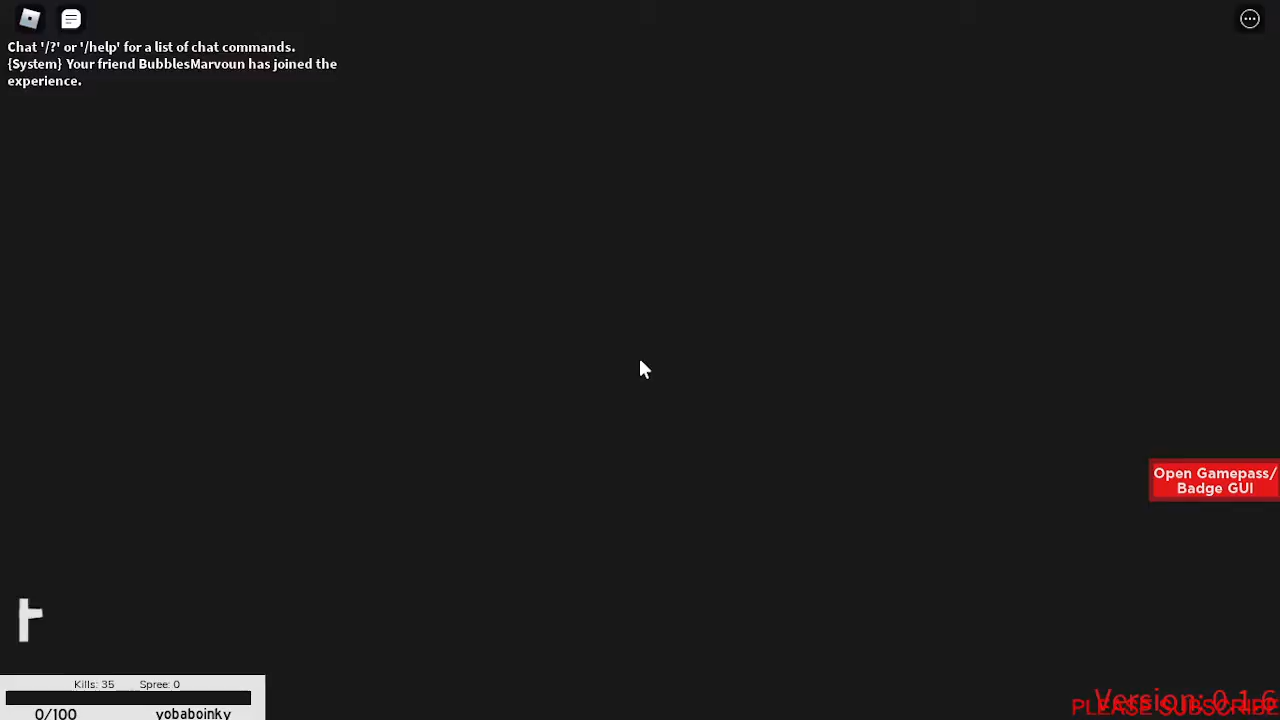 Chat '/?' or '/help' for a list of chat commands.
{System} Your friend BubblesMarvoun has joined the
experience.
Open Gamepass/
Badge GUI
Kills: 35 Spree: 0
0/100 yobaboinky
Version: 0.1.6
PLEASE SUBSCRIBE